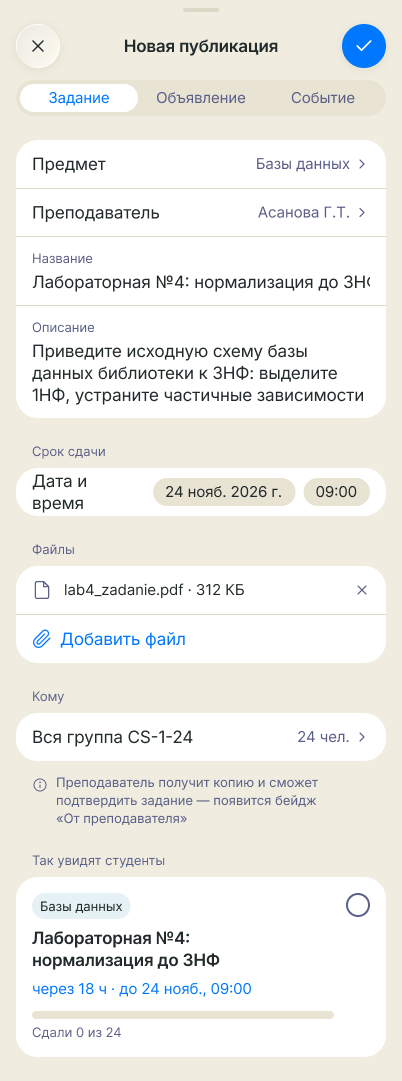 Новая публикация
Задание Объявление Событие
Предмет Базы данных
Преподаватель Асанова Г.Т.
Название
Лабораторная №4: нормализация до 3НФ
Описание
Приведите исходную схему базы
данных библиотеки к 3НФ: выделите
1НФ, устраните частичные зависимости
Срок сдачи
Дата и
время
24 нояб. 2026 г. 09:00
Файлы
lab4_zadanie.pdf · 312 КБ
Добавить файл
Кому
Вся группа CS-1-24 24 чел.
Преподаватель получит копию и сможет
подтвердить задание — появится бейдж
«От преподавателя»
Так увидят студенты
Базы данных
Лабораторная №4:
нормализация до 3НФ
через 18 ч · до 24 нояб., 09:00
Сдали 0 из 24